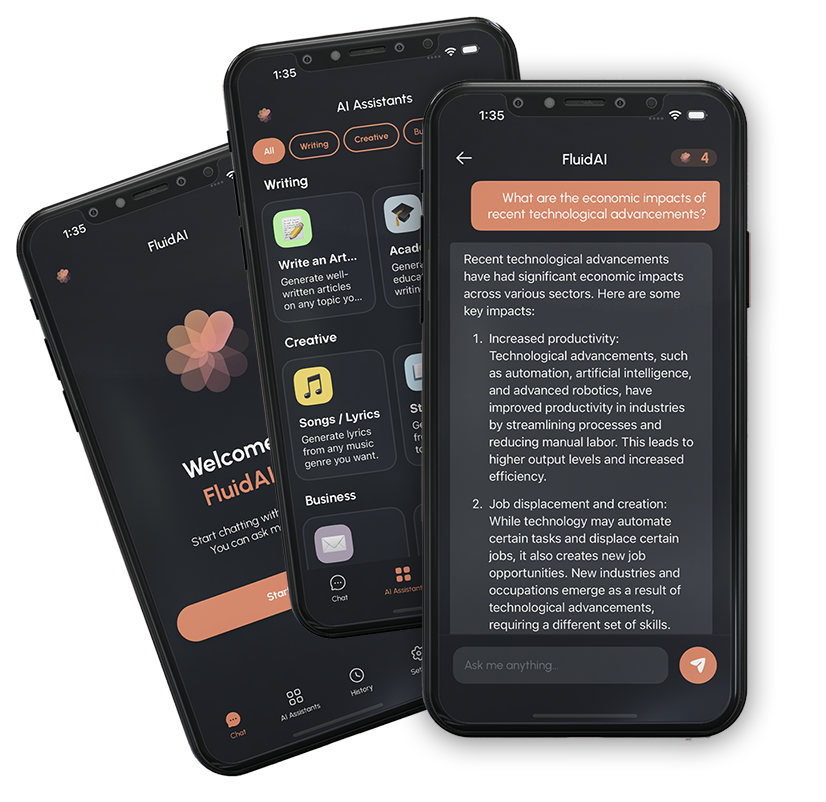 1:35
FluidAI
Welcome
FluidAI
Start chatting with
You can ask m
Star
Chat
AI Assistants
History
Se
1:35
AI Assistants
All
Writing
Creative
Bu
Writing
Write an Art...
Generate well-
written articles
on any topic yo...
Acad
Gener
educa
writin
Creative
Songs / Lyrics
Generate lyrics
from any music
genre you want.
St
Ge
fr
to
Business
Chat
AI Assistant
1:35
FluidAI
4
What are the economic impacts of
recent technological advancements?
Recent technological advancements
have had significant economic impacts
across various sectors. Here are some
key impacts:
1. Increased productivity:
Technological advancements, such
as automation, artificial intelligence,
and advanced robotics, have
improved productivity in industries
by streamlining processes and
reducing manual labor. This leads to
higher output levels and increased
efficiency.
2. Job displacement and creation:
While technology may automate
certain tasks and displace certain
jobs, it also creates new job
opportunities. New industries and
occupations emerge as a result of
technological advancements,
requiring a different set of skills.
Ask me anything...